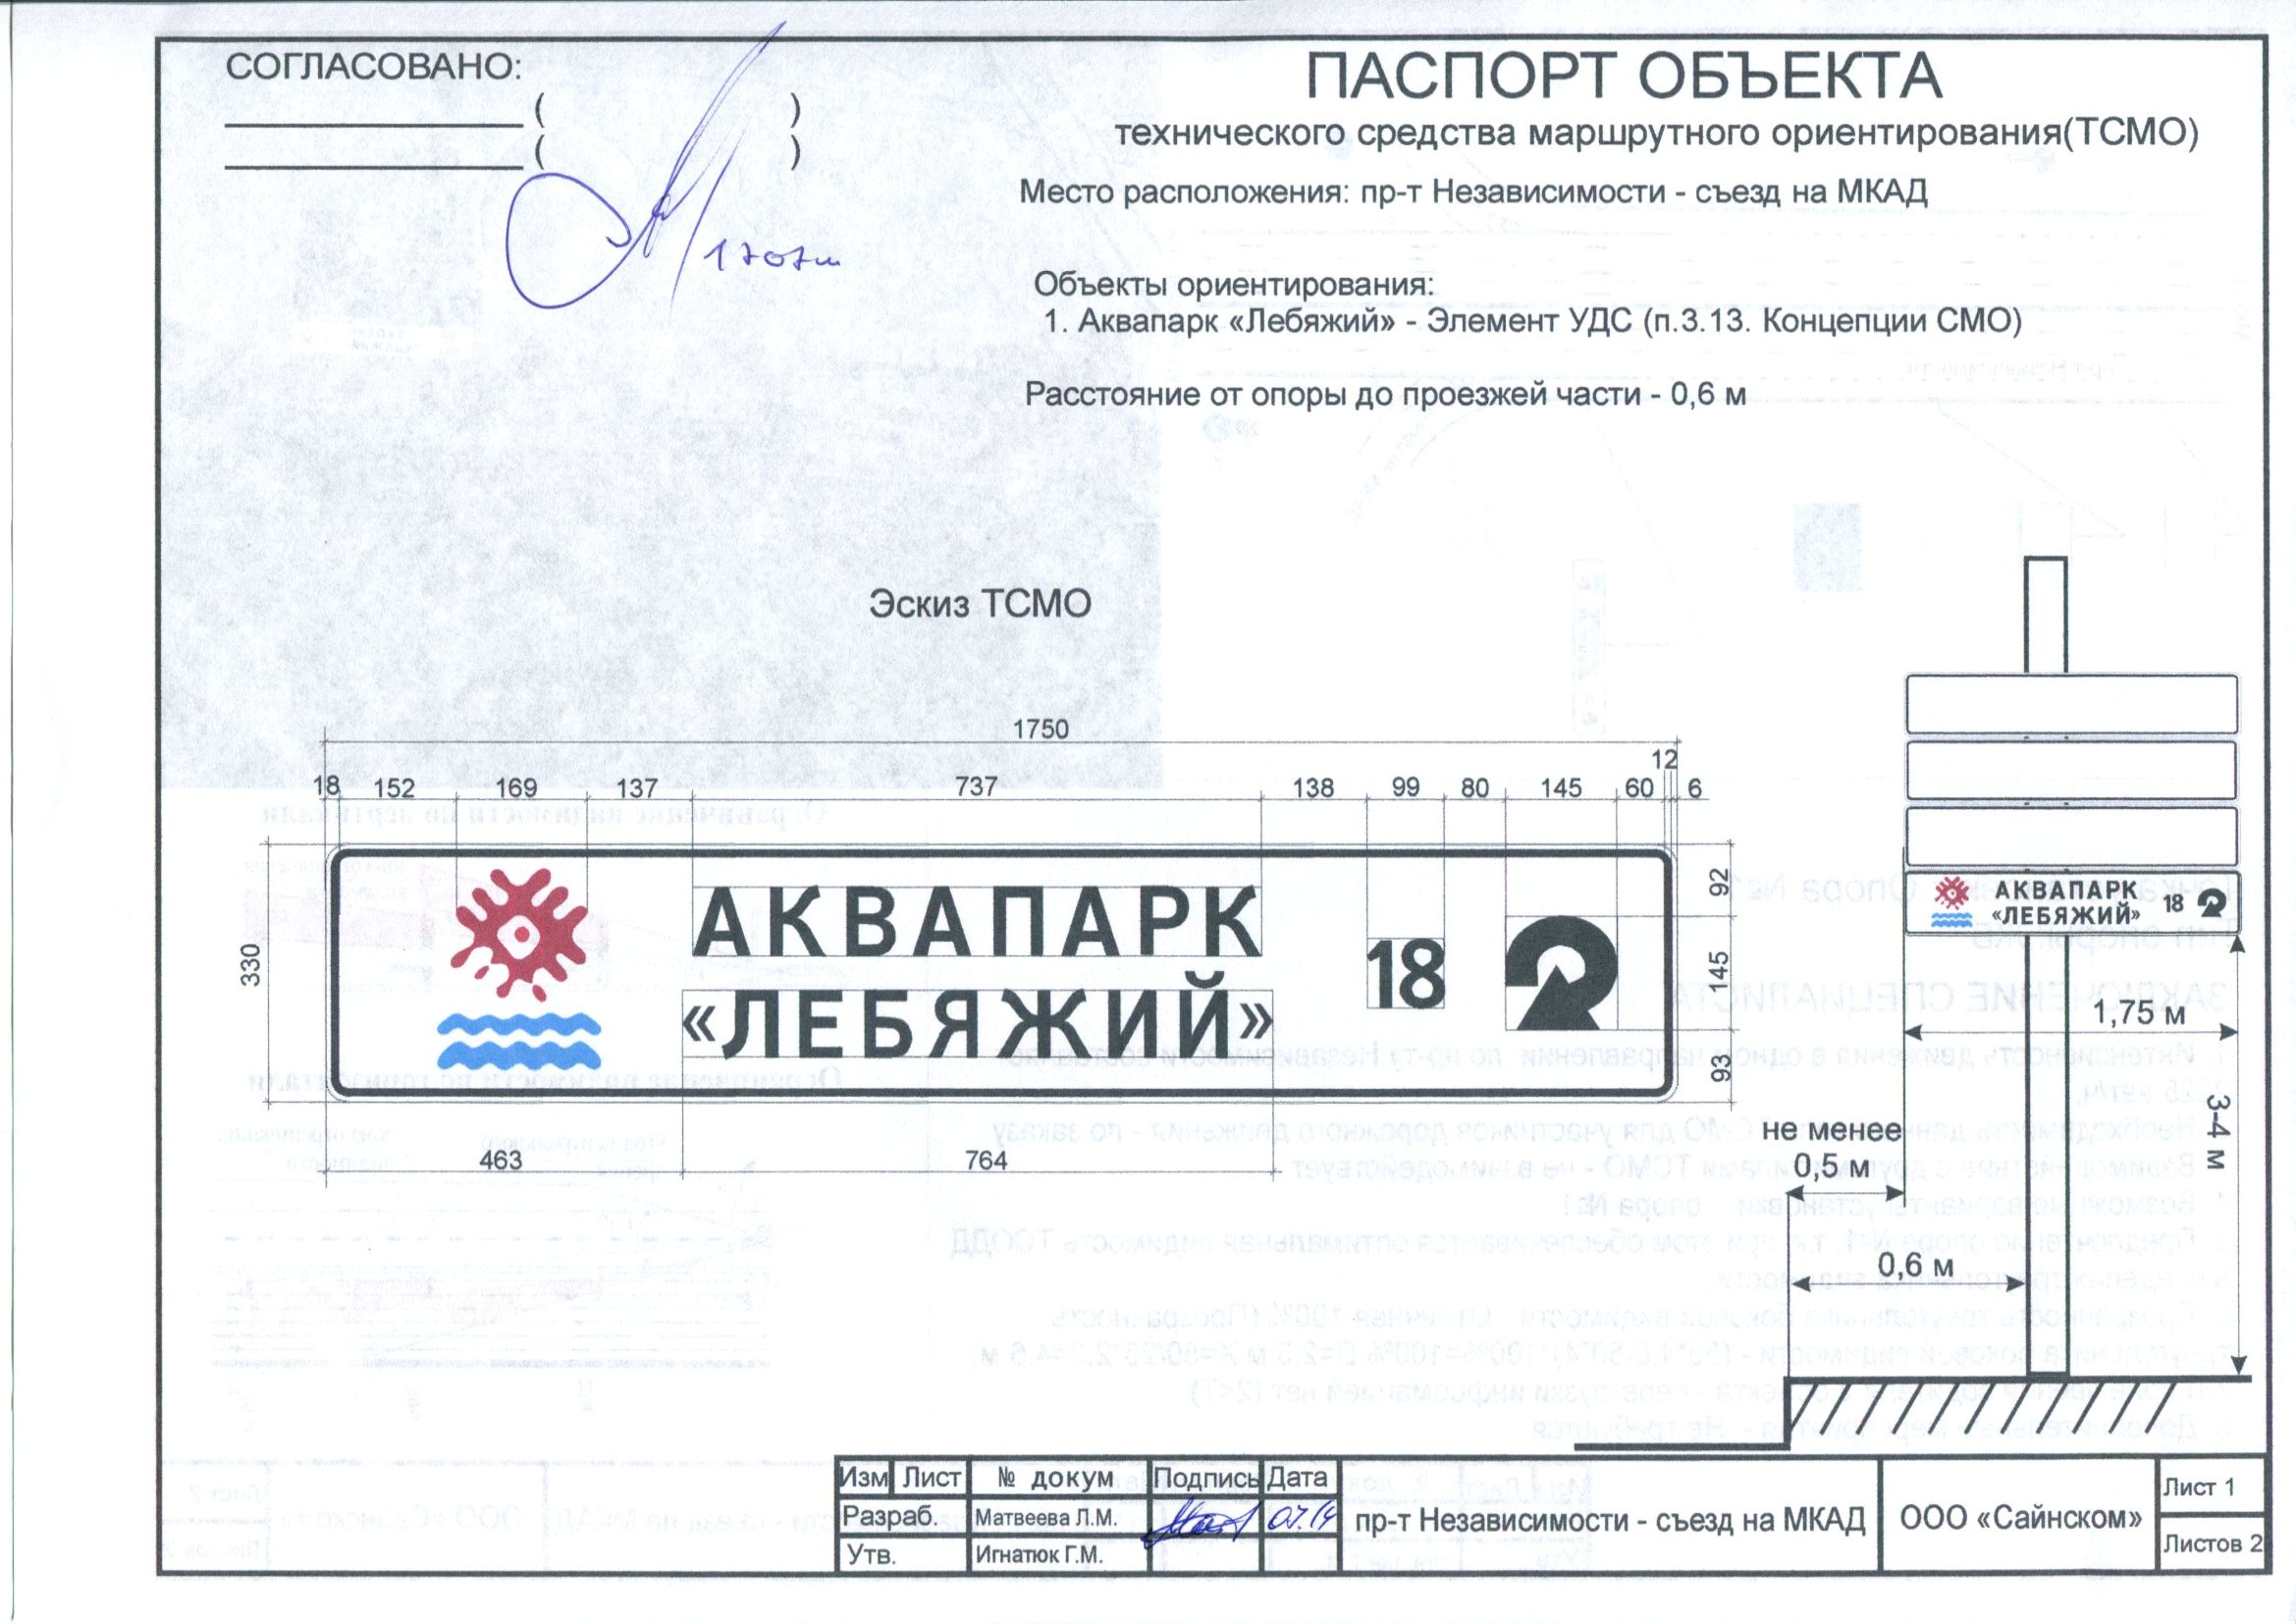 СОГЛАСОВАНО:
( )
( )
ПАСПОРТ ОБЪЕКТА
технического средства маршрутного ориентирования(ТСМО)
Место расположения: пр-т Независимости - съезд на МКАД
Объекты ориентирования:
1. Аквапарк «Лебяжий» - Элемент УДС (п.3.13. Концепции СМО)
Расстояние от опоры до проезжей части - 0,6 м
Эскиз ТСМО
1750
12
18 152 169 137 737 138 99 80 145 60 6
330
АКВАПАРК
«ЛЕБЯЖИЙ»
18
92
145
93
463 764
АКВАПАРК
«ЛЕБЯЖИЙ»
18
1,75 м
3-4 м
не менее
0,5 м
0,6 м
Изм Лист № докум Подпись Дата
Разраб. Матвеева Л.М. 07.14
Утв. Игнатюк Г.М.
пр-т Независимости - съезд на МКАД
ООО «Сайнском»
Лист 1
Листов 2